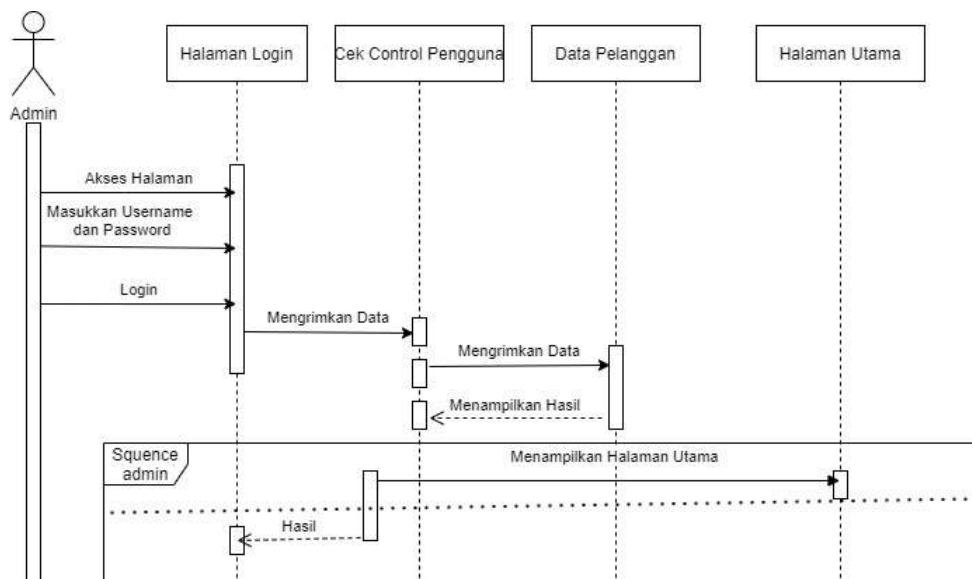 Halaman Login
Cek Control Pengguna
Data Pelanggan
Halaman Utama
Admin
Akses Halaman
Masukkan Username
dan Password
Login
Mengrimkan Data
Mengrimkan Data
Menampilkan Hasil
Squence
admin
Menampilkan Halaman Utama
Hasil